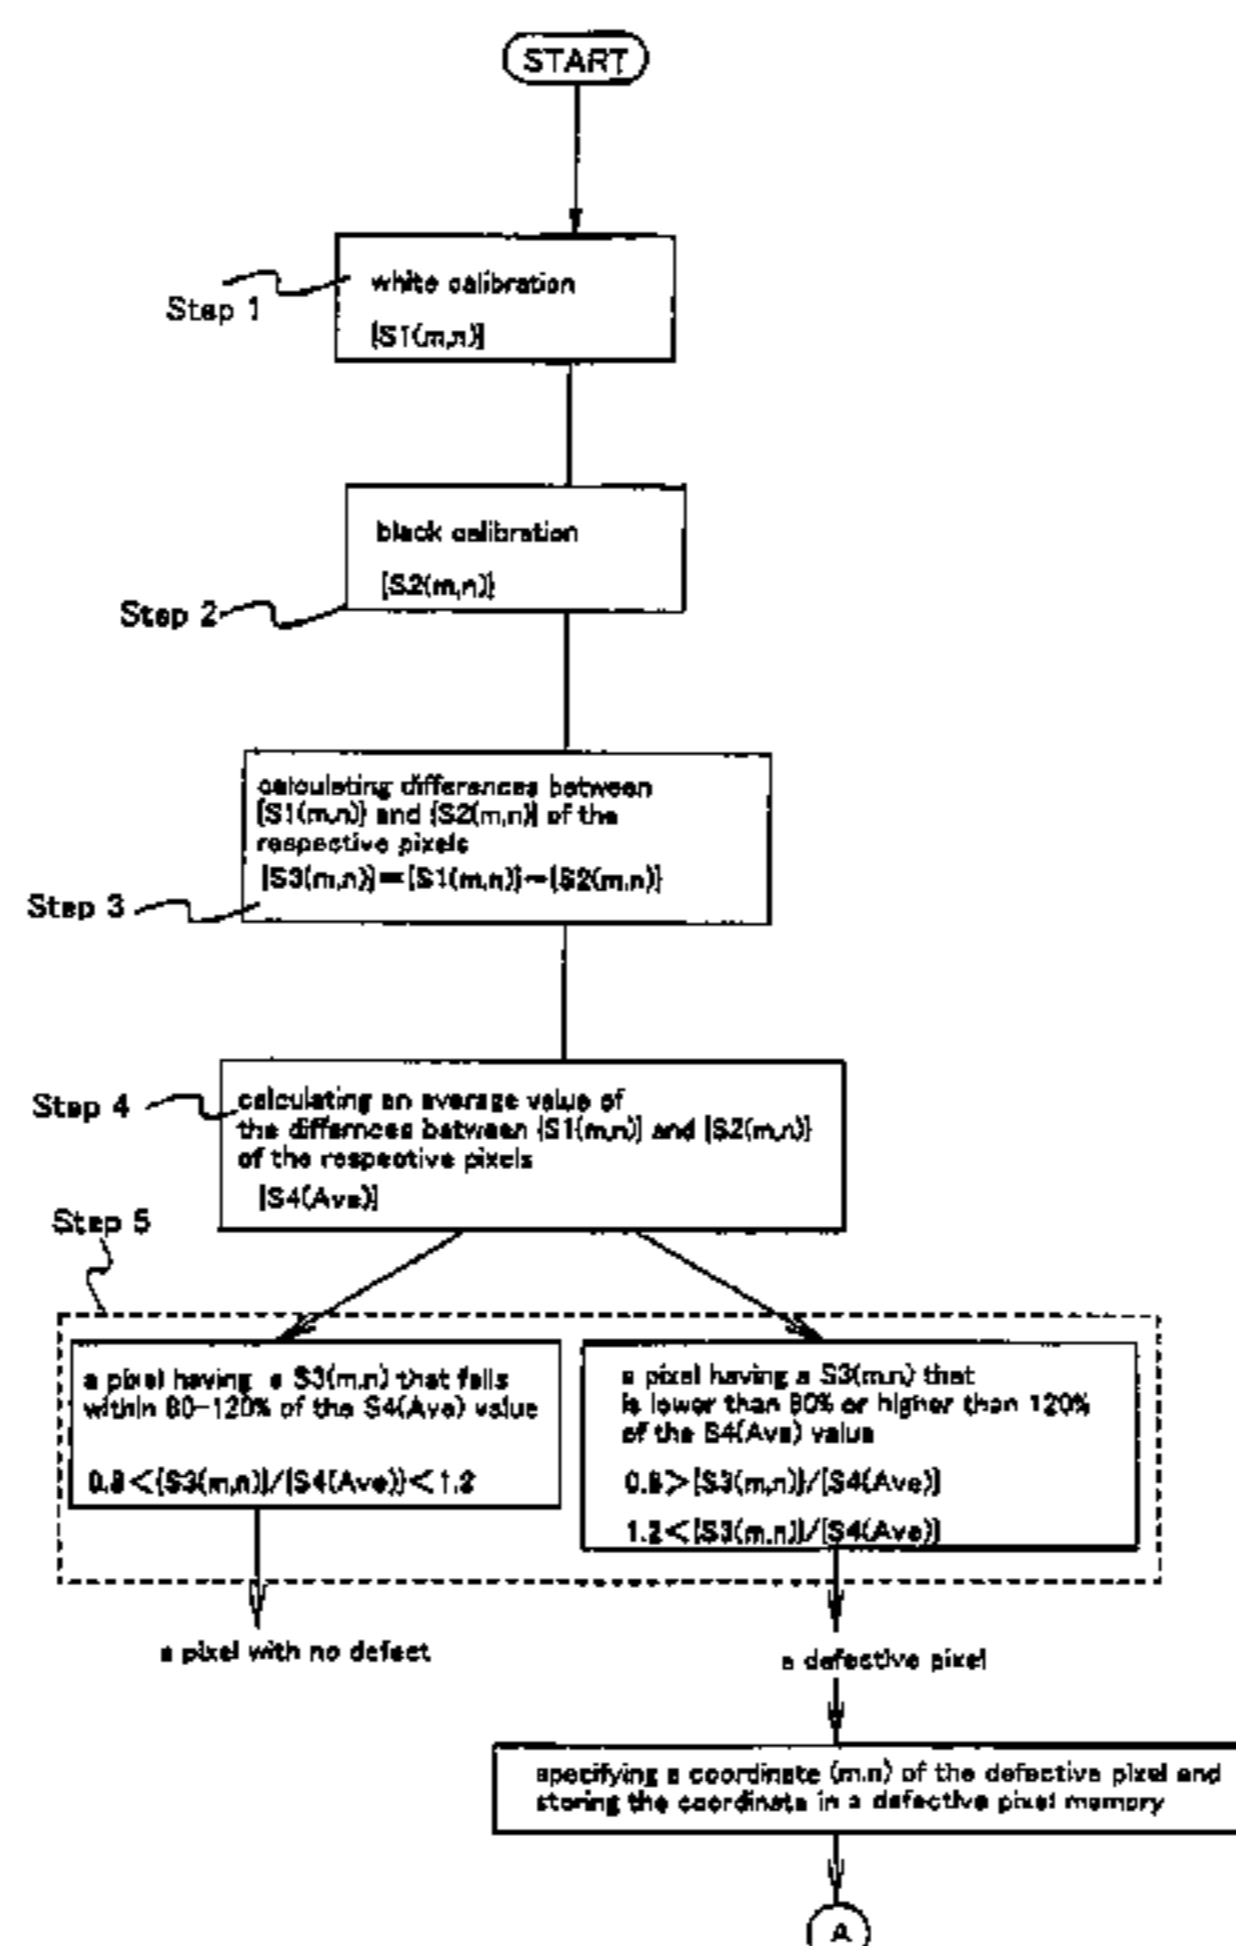 START
Step 1
white calibration
{S1(m,n)}
black calibration
{S2(m,n)}
Step 2
calculating differences between
{S1(m,n)} and {S2(m,n)} of the
respective pixels
{S3(m,n)}={S1(m,n)}-{S2(m,n)}
Step 3
Step 4
calculating an average value of
the differnces between {S1(m,n)} and {S2(m,n)}
of the respective pixels
{S4(Ave)}
Step 5
a pixel having a S3(m,n) that falls
within 80-120% of the S4(Ave) value
0.8<{S3(m,n)}/{S4(Ave)}<1.2
a pixel having a S3(m,n) that
is lower than 80% or higher than 120%
of the S4(Ave) value
0.8>{S3(m,n)}/{S4(Ave)}
1.2<{S3(m,n)}/{S4(Ave)}
a pixel with no defect
a defective pixel
specifying a coordinate (m,n) of the defective pixel and
storing the coordinate in a defective pixel memory
A